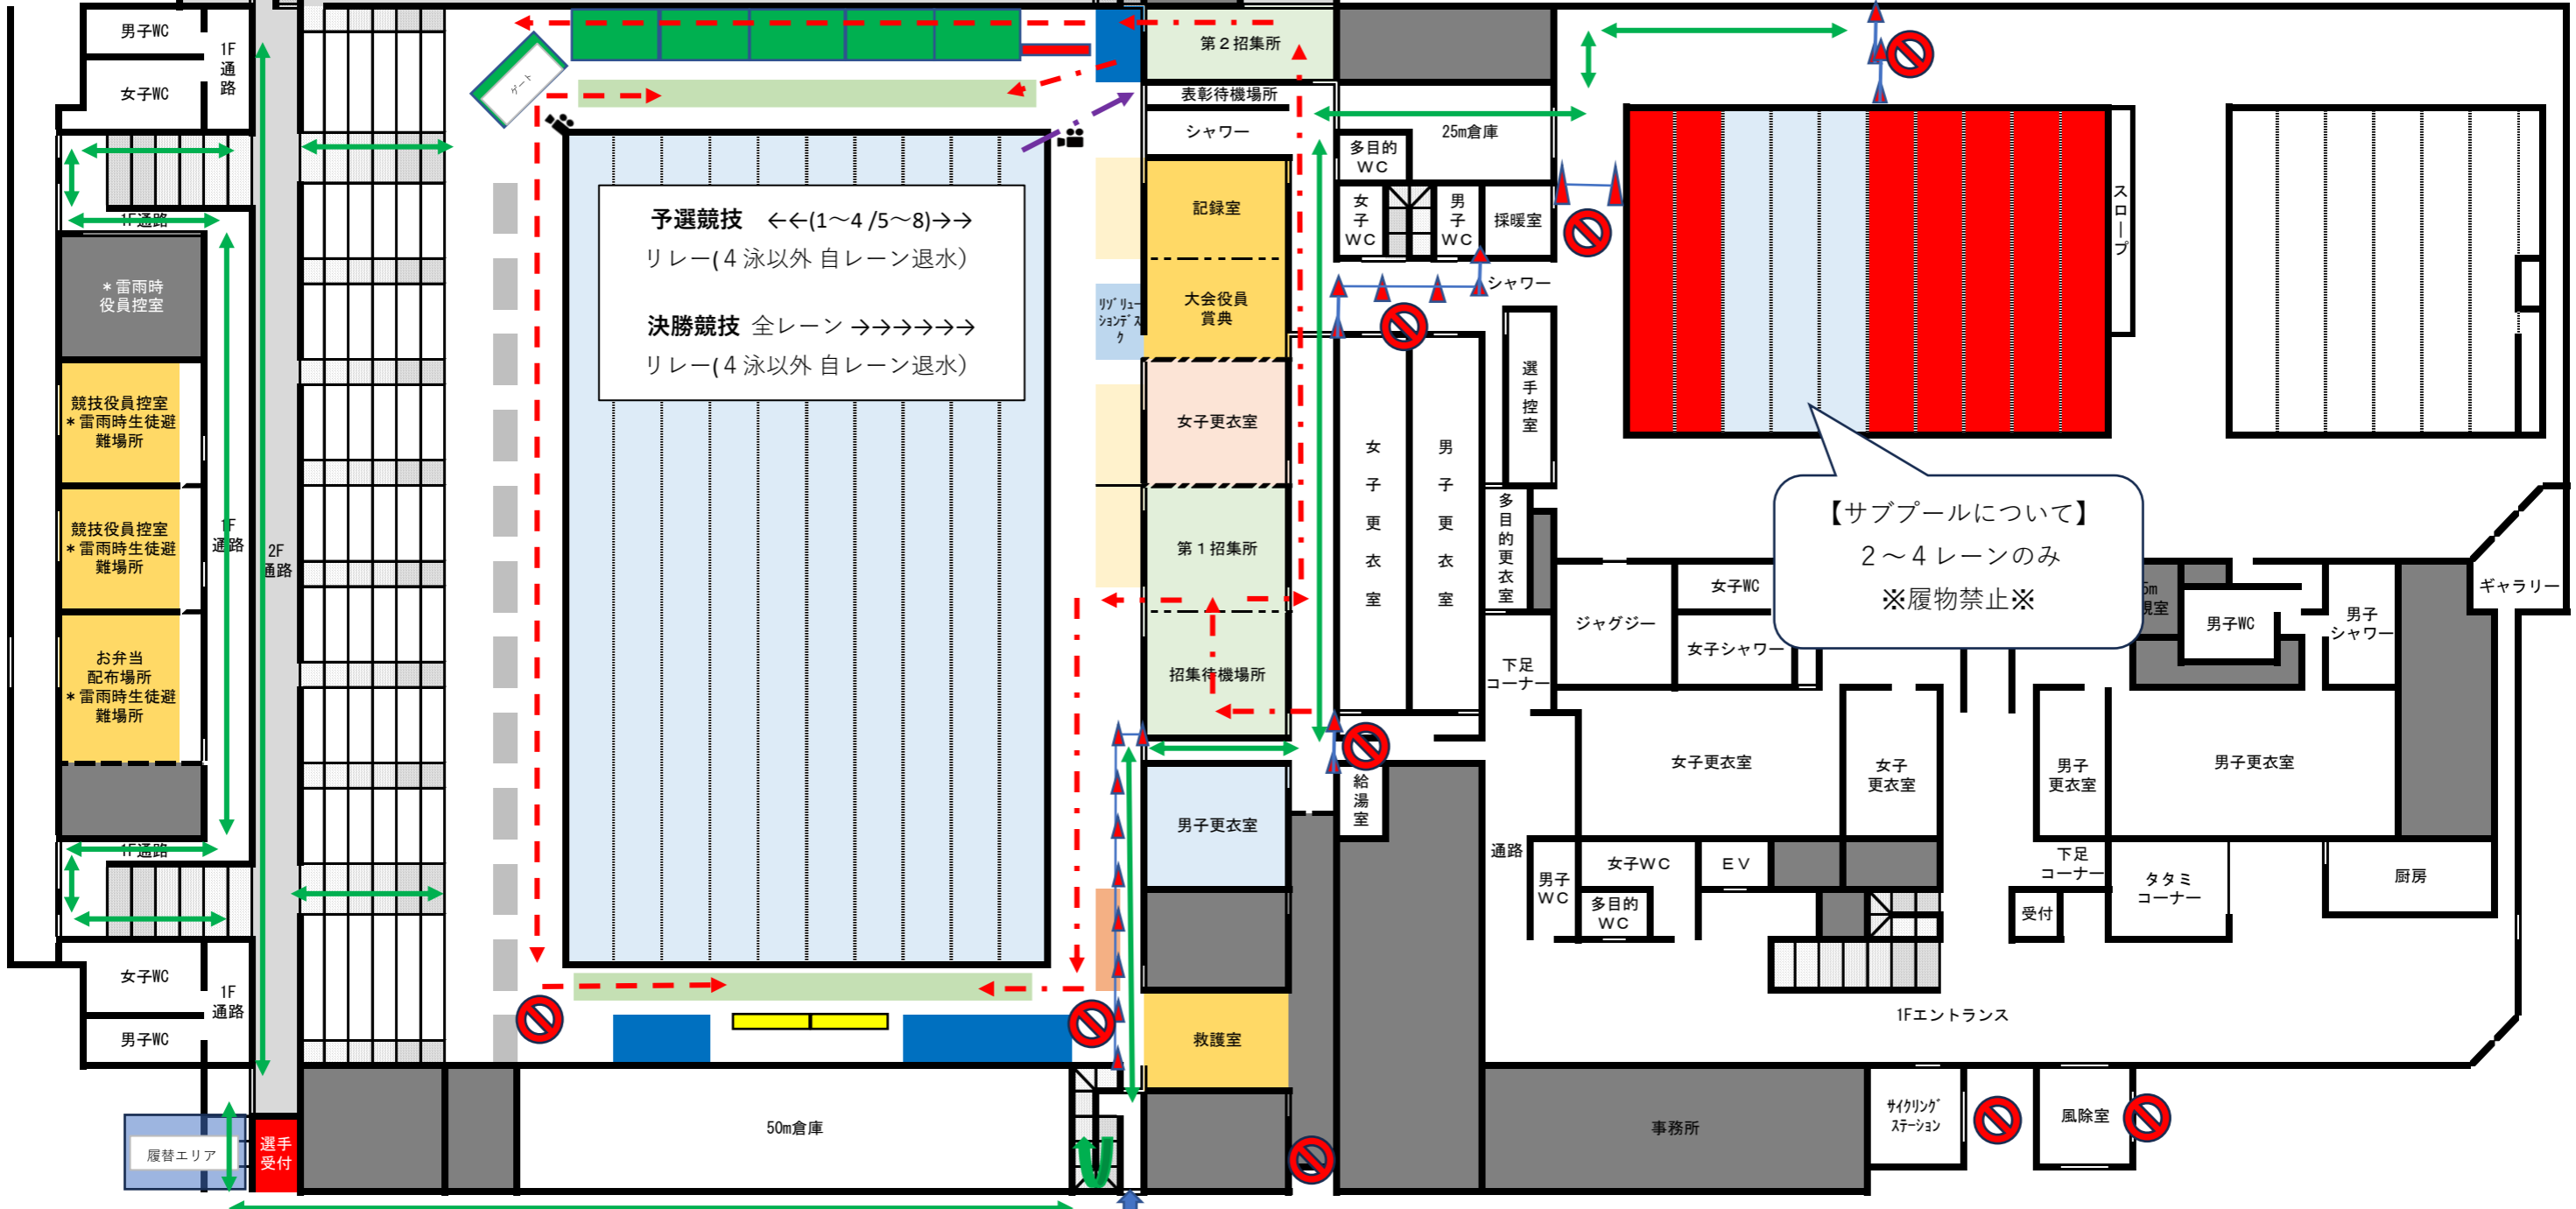 男子WC
1F
通
路
女子WC
1F通路
＊雷雨時
役員控室
競技役員控室
＊雷雨時生徒避
難場所
競技役員控室
＊雷雨時生徒避
難場所
1F
通路
2F
通路
お弁当
配布場所
＊雷雨時生徒避
難場所
1F通路
女子WC
1F
通路
男子WC
履替エリア
選手
受付
ゲート
予選競技 ←←(1～4 /5～8)→→
リレー(４泳以外 自レーン退水）
決勝競技 全レーン →→→→→→
リレー(４泳以外 自レーン退水）
50m倉庫
第２招集所
表彰待機場所
シャワー
記録室
大会役員
賞典
ﾘｿﾞﾘｭｰ
ｼｮﾝﾃﾞｽ
ｸ
女子更衣室
第１招集所
招集待機場所
男子更衣室
救護室
25m倉庫
多目的
ＷＣ
女
子
ＷＣ
男
子
ＷＣ
採暖室
シャワー
選
手
控
室
女
子
更
衣
室
男
子
更
衣
室
多
目
的
更
衣
室
下足
コーナー
給
湯
室
通路
スロープ
【サブプールについて】
２～４レーンのみ
※履物禁止※
ジャグジー
女子WC
女子シャワー
男子WC
男子
シャワー
ギャラリー
女子更衣室
女子
更衣室
男子
更衣室
男子更衣室
男子
ＷＣ
女子ＷＣ
多目的
ＷＣ
ＥＶ
下足
コーナー
受付
タタミ
コーナー
厨房
1Fエントランス
事務所
ｻｲｸﾘﾝｸﾞ
ｽﾃｰｼｮﾝ
風除室